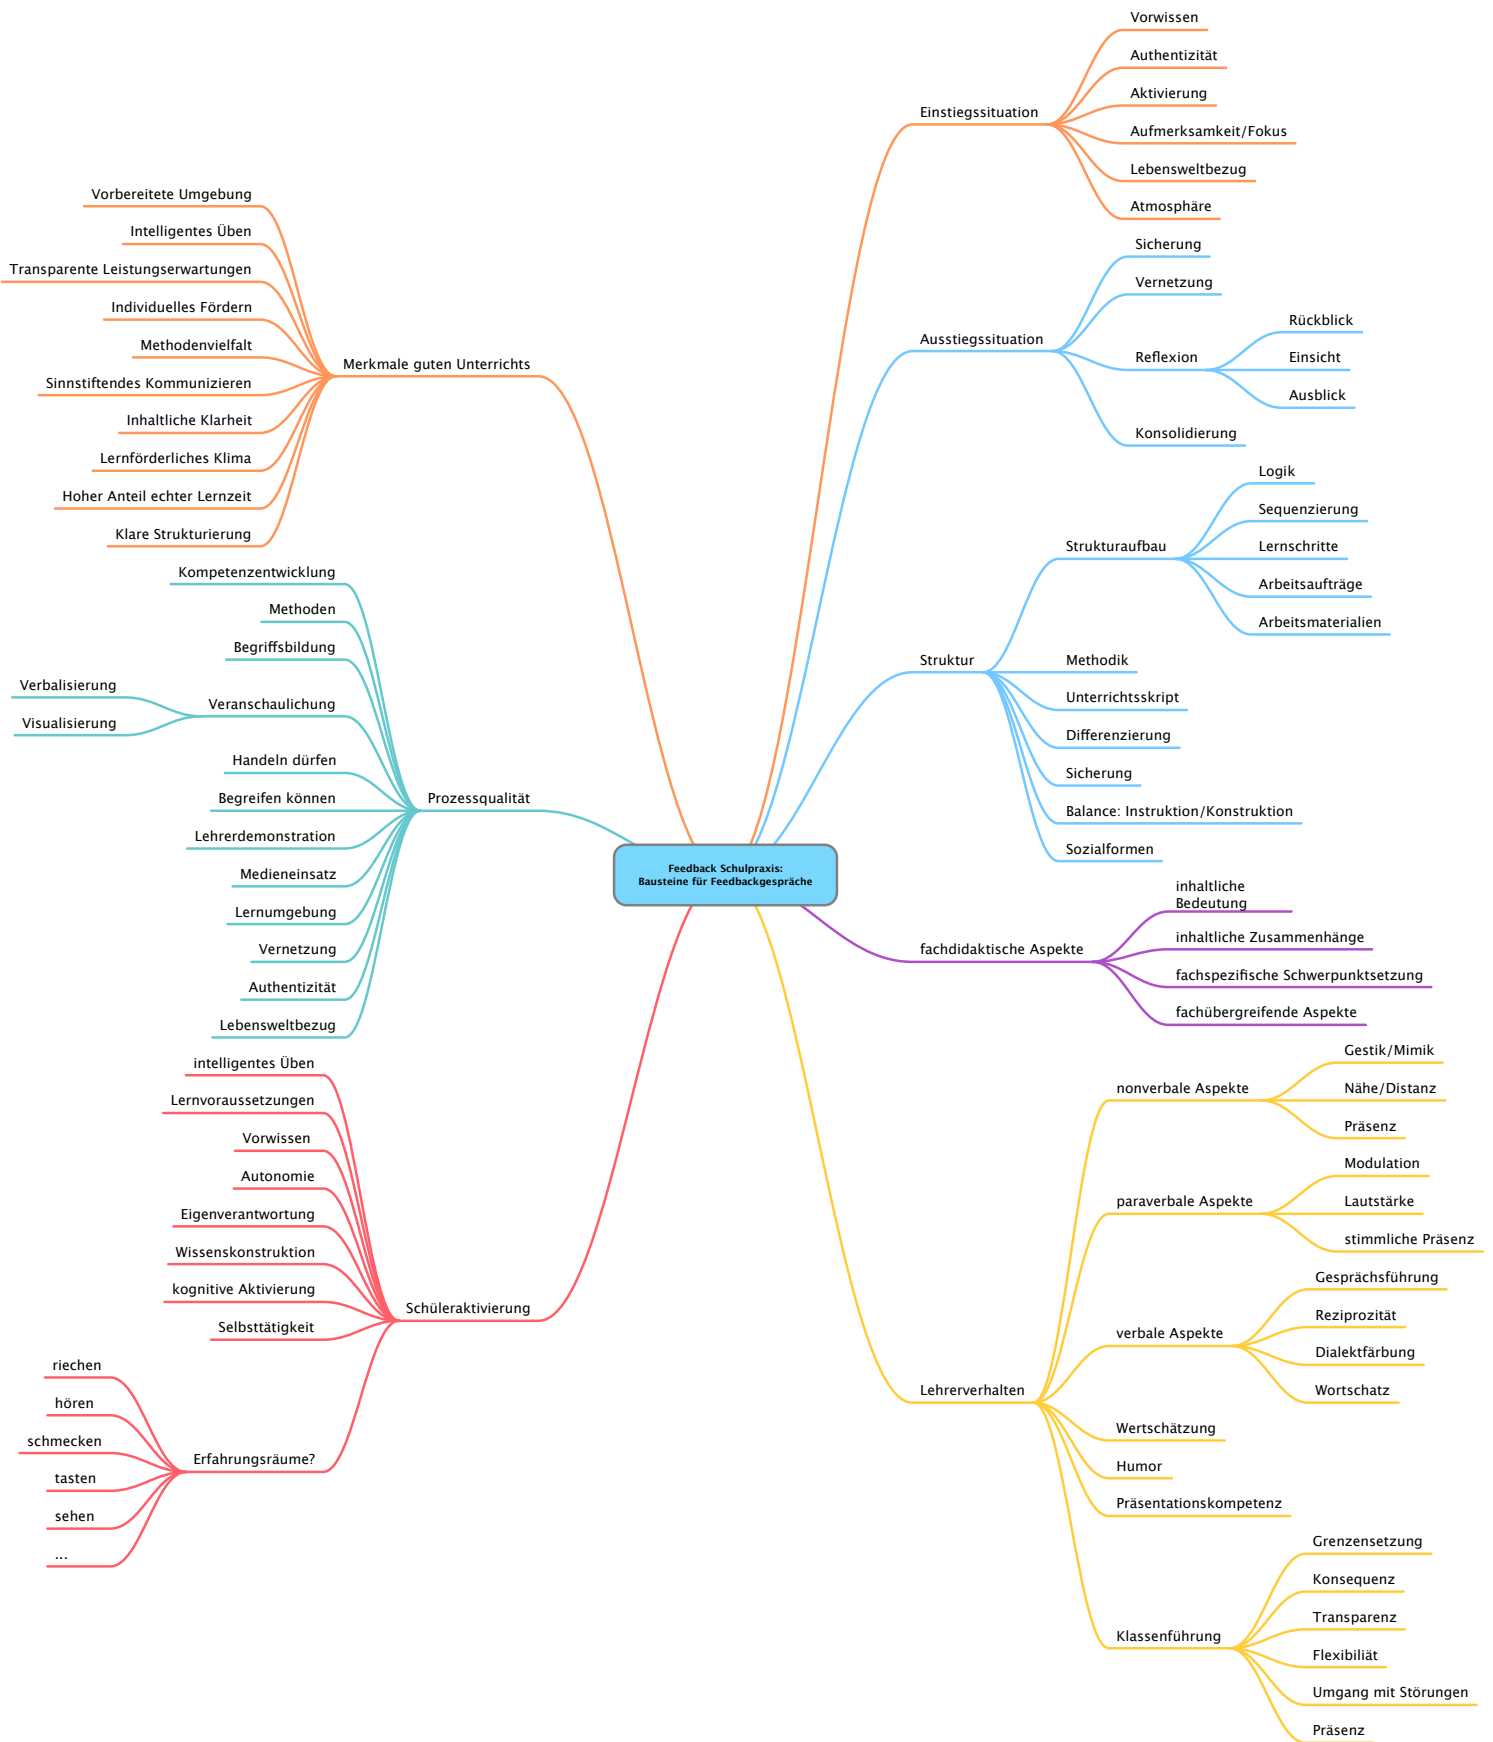 Feedback Schulpraxis:
Bausteine für Feedbackgespräche
Einstiegssituation
Vorwissen
Authentizität
Aktivierung
Aufmerksamkeit/Fokus
Lebensweltbezug
Atmosphäre
Ausstiegssituation
Sicherung
Vernetzung
Reflexion
Rückblick
Einsicht
Ausblick
Konsolidierung
Struktur
Strukturaufbau
Logik
Sequenzierung
Lernschritte
Arbeitsaufträge
Arbeitsmaterialien
Methodik
Unterrichtsskript
Differenzierung
Sicherung
Balance: Instruktion/Konstruktion
Sozialformen
fachdidaktische Aspekte
inhaltliche
Bedeutung
inhaltliche Zusammenhänge
fachspezifische Schwerpunktsetzung
fachübergreifende Aspekte
Lehrerverhalten
nonverbale Aspekte
Gestik/Mimik
Nähe/Distanz
Präsenz
paraverbale Aspekte
Modulation
Lautstärke
stimmliche Präsenz
verbale Aspekte
Gesprächsführung
Reziprozität
Dialektfärbung
Wortschatz
Wertschätzung
Humor
Präsentationskompetenz
Klassenführung
Grenzensetzung
Konsequenz
Transparenz
Flexibiliät
Umgang mit Störungen
Präsenz
Merkmale guten Unterrichts
Vorbereitete Umgebung
Intelligentes Üben
Transparente Leistungserwartungen
Individuelles Fördern
Methodenvielfalt
Sinnstiftendes Kommunizieren
Inhaltliche Klarheit
Lernförderliches Klima
Hoher Anteil echter Lernzeit
Klare Strukturierung
Prozessqualität
Kompetenzentwicklung
Methoden
Begriffsbildung
Veranschaulichung
Verbalisierung
Visualisierung
Handeln dürfen
Begreifen können
Lehrerdemonstration
Medieneinsatz
Lernumgebung
Vernetzung
Authentizität
Lebensweltbezug
Schüleraktivierung
intelligentes Üben
Lernvoraussetzungen
Vorwissen
Autonomie
Eigenverantwortung
Wissenskonstruktion
kognitive Aktivierung
Selbsttätigkeit
Erfahrungsräume?
riechen
hören
schmecken
tasten
sehen
...